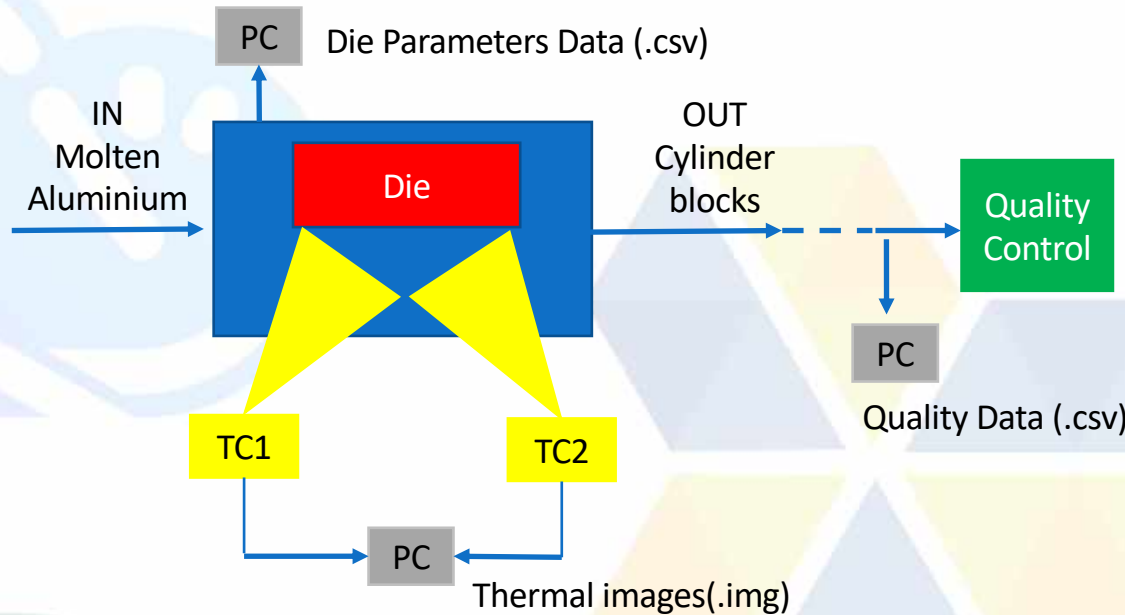 PC
Die Parameters Data (.csv)
IN
Molten
Aluminium
Die
OUT
Cylinder
blocks
Quality
Control
PC
Quality Data (.csv)
TC1
TC2
PC
Thermal images(.img)